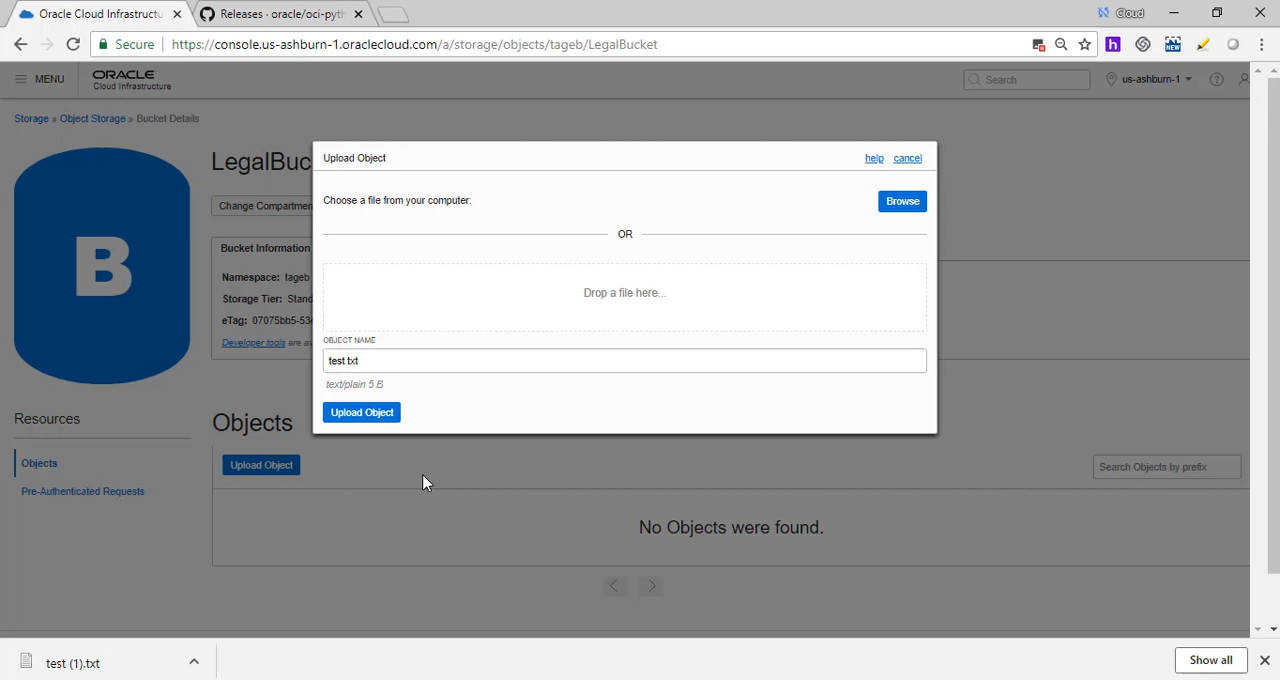 Oracle Cloud Infrastructu
Releases · oracle/oci-pyth
Cloud
Secure
https://console.us-ashburn-1.oraclecloud.com/a/storage/objects/tageb/LegalBucket
h
NEW
MENU
ORACLE
Cloud Infrastructure
Search
us-ashburn-1
?
Storage » Object Storage » Bucket Details
B
LegalBuc
Change Compartmen
Bucket Information
Namespace: tageb
Storage Tier: Stand
eTag: 07075bb5-53
Developer tools are av
Upload Object
help
cancel
Choose a file from your computer:
Browse
OR
Drop a file here...
OBJECT NAME
test.txt
text/plain 5 B
Upload Object
Resources
Objects
Pre-Authenticated Requests
Objects
Upload Object
Search Objects by prefix
No Objects were found.
test (1).txt
Show all